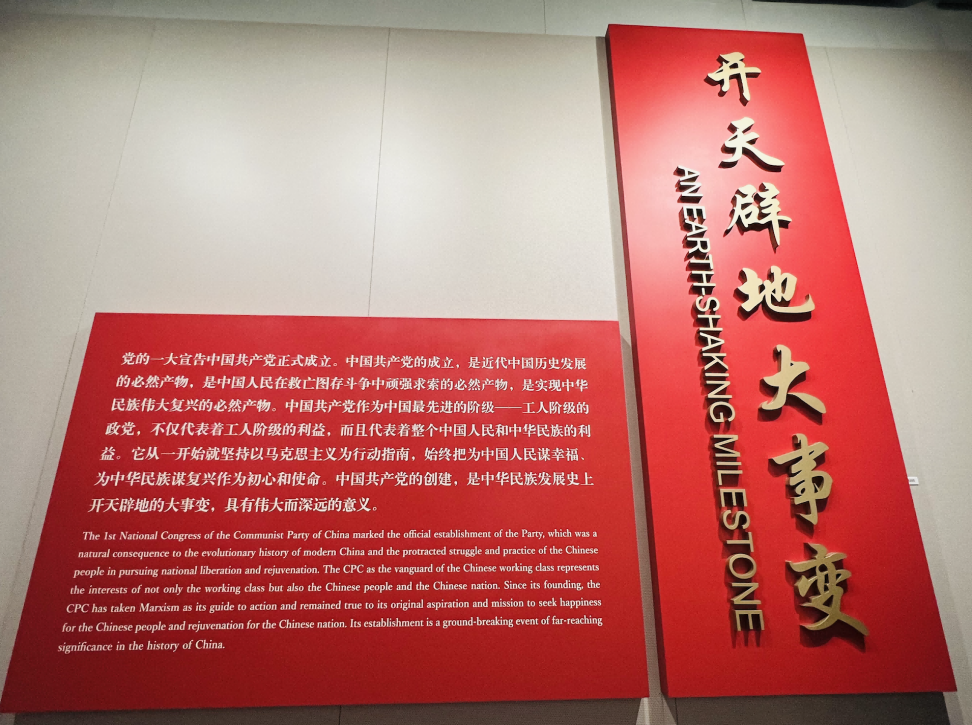 党的一大宣告中国共产党正式成立。中国共产党的成立，是近代中国历史发展
的必然产物，是中国人民在救亡图存斗争中顽强求索的必然产物，是实现中华
民族伟大复兴的必然产物。中国共产党作为中国最先进的阶级——工人阶级的
政党，不仅代表着工人阶级的利益，而且代表着整个中国人民和中华民族的利
益。它从一开始就坚持以马克思主义为行动指南，始终把为中国人民谋幸福、
为中华民族谋复兴作为初心和使命。中国共产党的创建，是中华民族发展史上
开天辟地的大事变，具有伟大而深远的意义。
The 1st National Congress of the Communist Party of China marked the official establishment of the Party, which was a
natural consequence to the evolutionary history of modern China and the protracted struggle and practice of the Chinese
people in pursuing national liberation and rejuvenation. The CPC as the vanguard of the Chinese working class represents
the interests of not only the working class but also the Chinese people and the Chinese nation. Since its founding, the
CPC has taken Marxism as its guide to action and remained true to its original aspiration and mission to seek happiness
for the Chinese people and rejuvenation for the Chinese nation. Its establishment is a ground-breaking event of far-reaching
significance in the history of China.
开天辟地大事变
AN EARTH-SHAKING MILESTONE